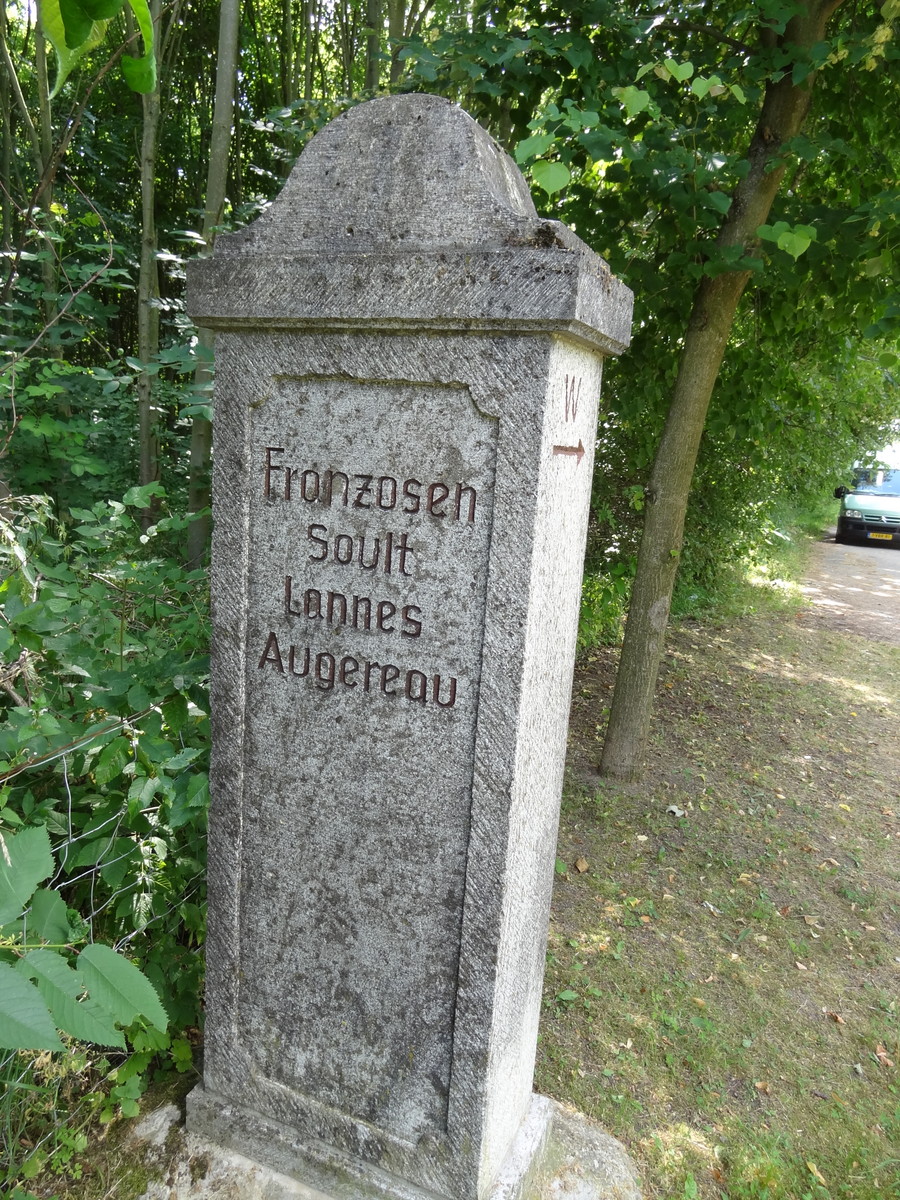 Franzosen
Soult
Lannes
Augereau
W
→